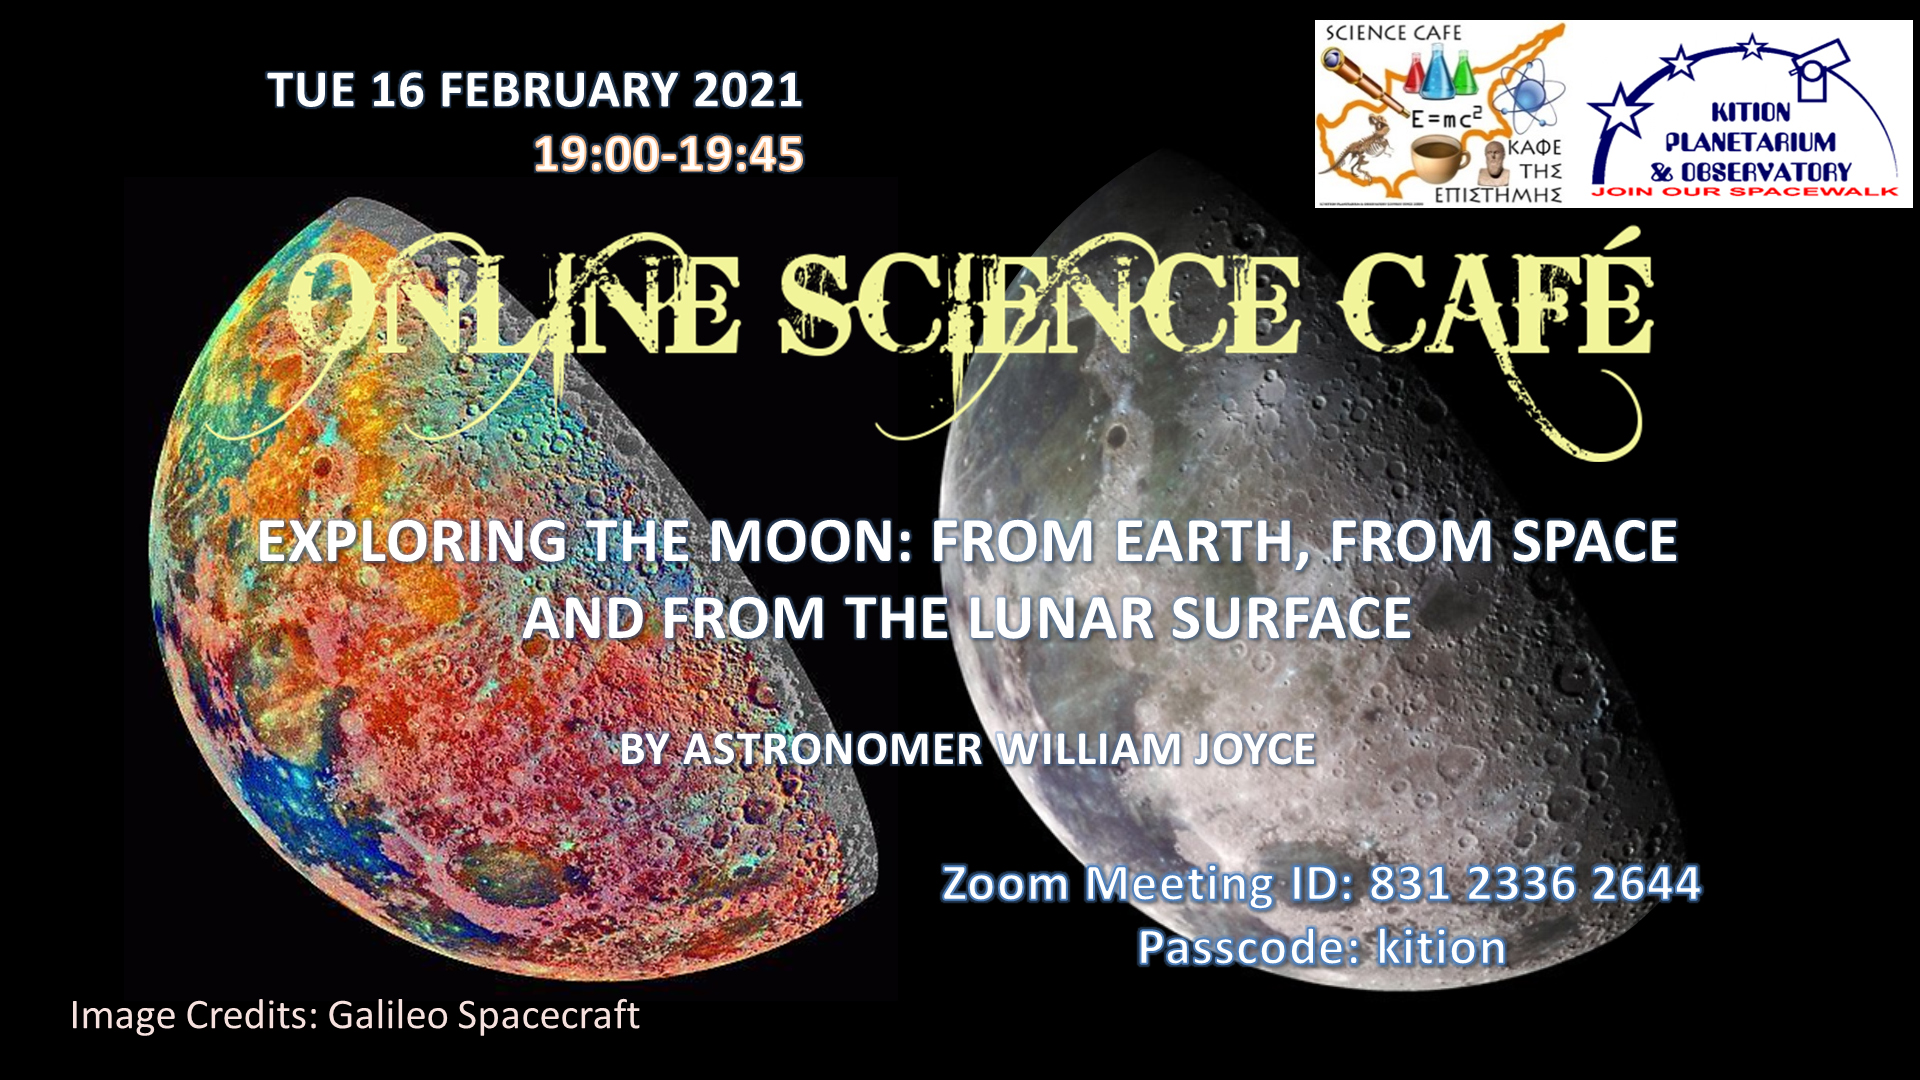 TUE 16 FEBRUARY 2021
19:00-19:45
SCIENCE CAFE
E=mc²
ΚΑΦΕ
ΤΗΣ
ΕΠΙΣΤΗΜΗΣ
KITION
PLANETARIUM
& OBSERVATORY
JOIN OUR SPACEWALK
ONLINE SCIENCE CAFÉ
EXPLORING THE MOON: FROM EARTH, FROM SPACE
AND FROM THE LUNAR SURFACE
BY ASTRONOMER WILLIAM JOYCE
Zoom Meeting ID: 831 2336 2644
Passcode: kition
Image Credits: Galileo Spacecraft